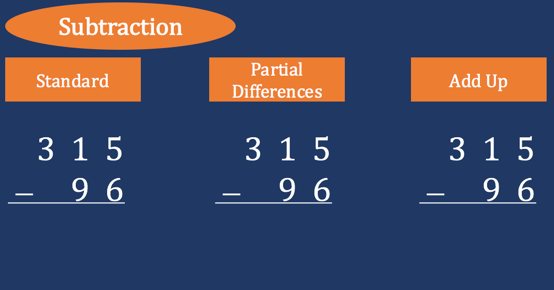 Subtraction
Standard
Partial
Differences
Add Up
3 1 5
− 9 6
3 1 5
− 9 6
3 1 5
− 9 6